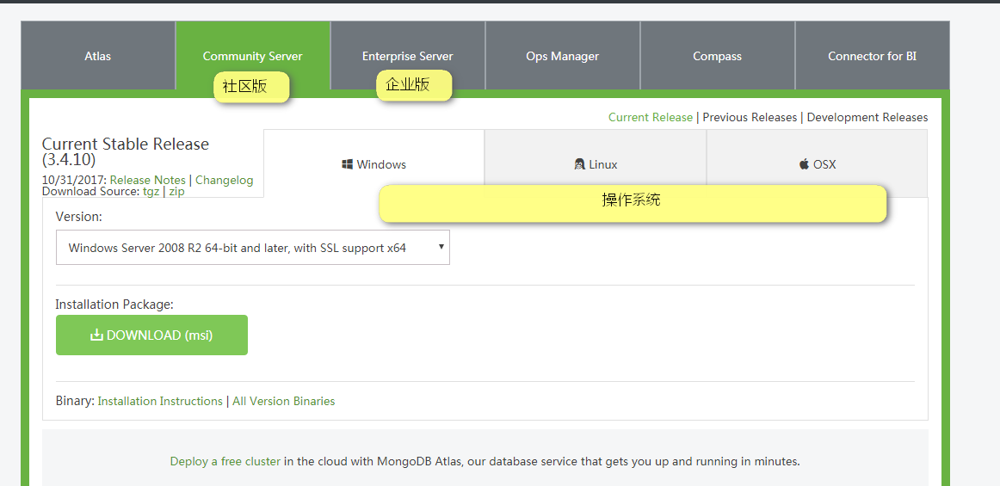 Atlas
Community Server
Enterprise Server
Ops Manager
Compass
Connector for BI
社区版
企业版
Current Release | Previous Releases | Development Releases
Current Stable Release
(3.4.10)
10/31/2017: Release Notes | Changelog
Download Source: tgz | zip
Windows
Linux
OSX
操作系统
Version:
Windows Server 2008 R2 64-bit and later, with SSL support x64
Installation Package:
DOWNLOAD (msi)
Binary: Installation Instructions | All Version Binaries
Deploy a free cluster in the cloud with MongoDB Atlas, our database service that gets you up and running in minutes.